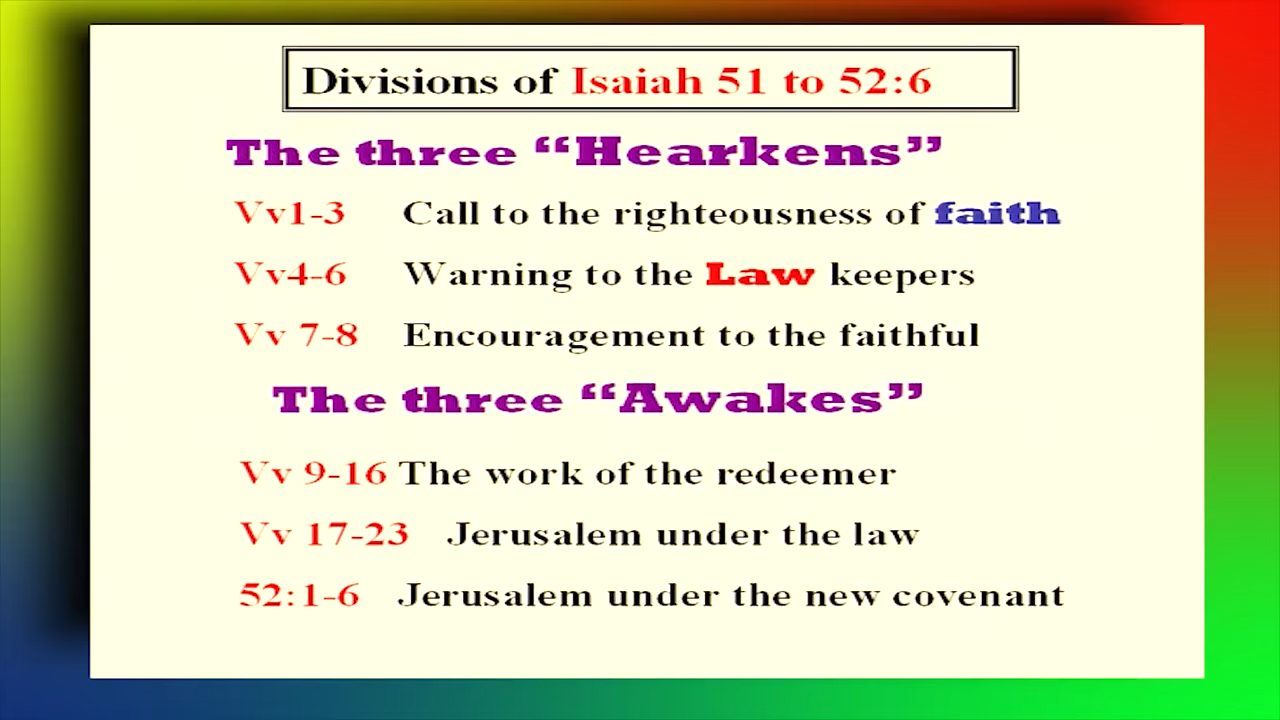 Divisions of Isaiah 51 to 52:6
The three “Hearkens”
Vv1-3 Call to the righteousness of faith
Vv4-6 Warning to the Law keepers
Vv 7-8 Encouragement to the faithful
The three “Awakes”
Vv 9-16 The work of the redeemer
Vv 17-23 Jerusalem under the law
52:1-6 Jerusalem under the new covenant